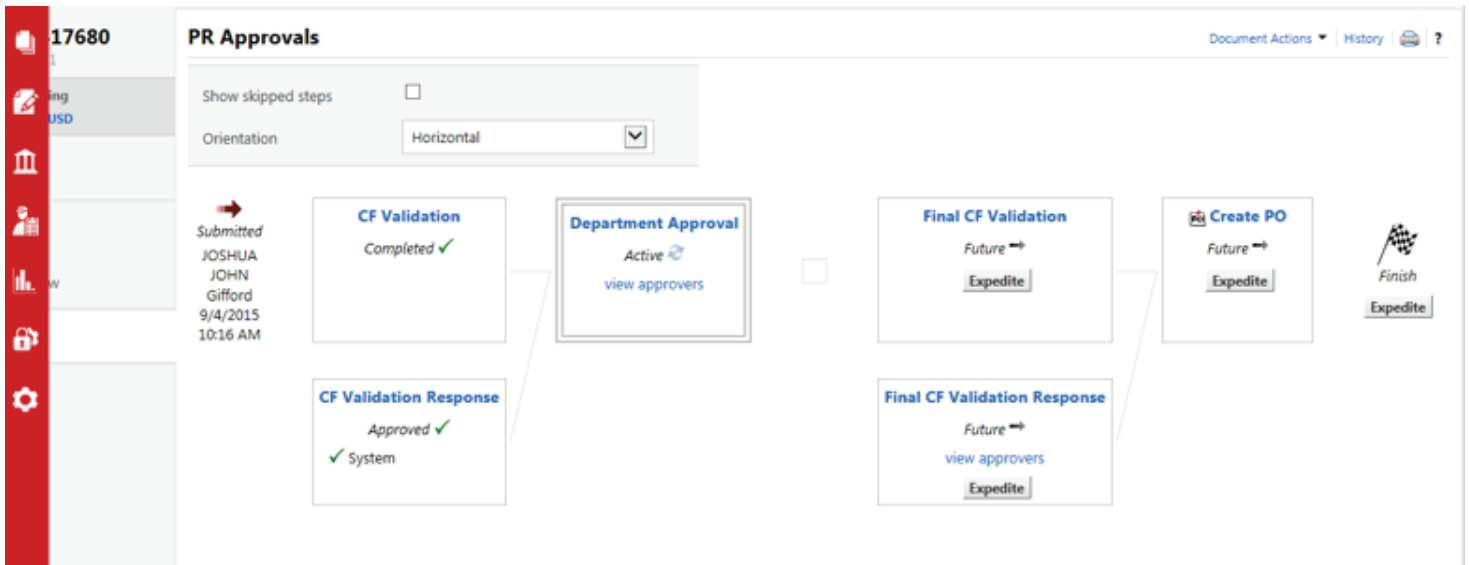 17680
1
ing
USD
w
PR Approvals
Document Actions
History
?
Show skipped steps
Orientation
Horizontal
Submitted
JOSHUA
JOHN
Gifford
9/4/2015
10:16 AM
CF Validation
Completed
CF Validation Response
Approved
System
Department Approval
Active
view approvers
Final CF Validation
Future
Expedite
Final CF Validation Response
Future
view approvers
Expedite
Create PO
Future
Expedite
Finish
Expedite